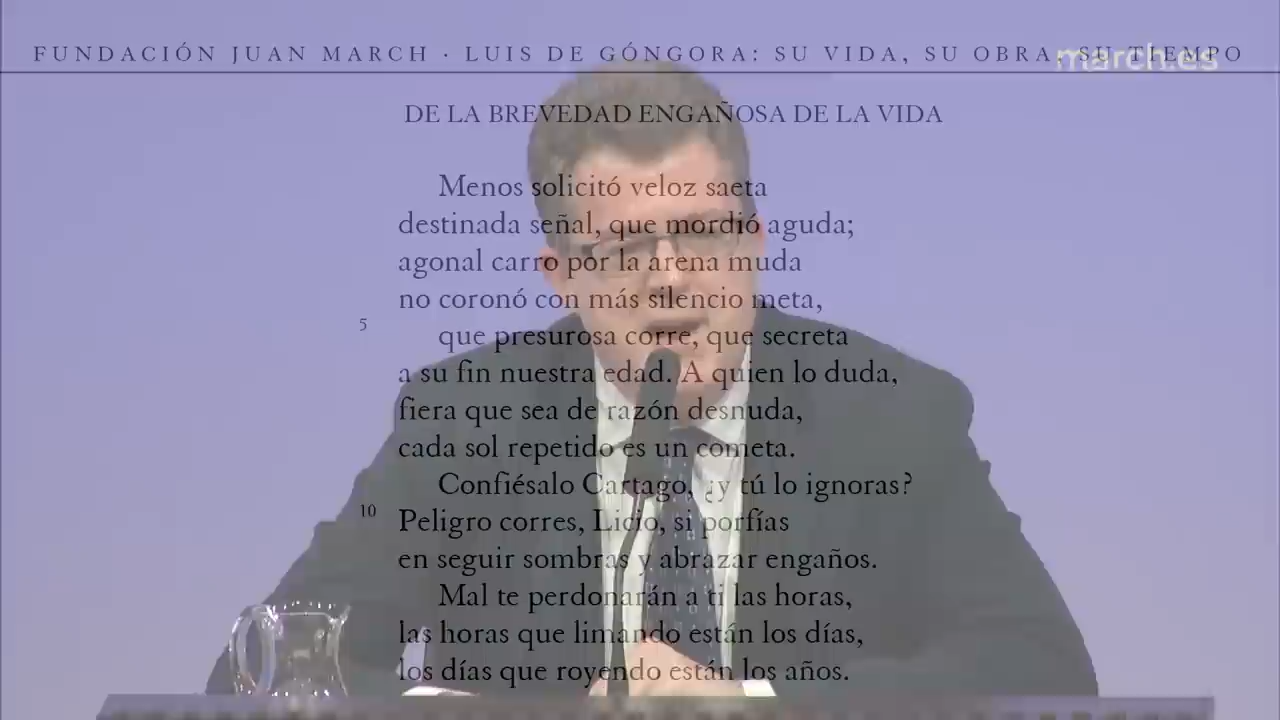 FUNDACIÓN JUAN MARCH · LUIS DE GÓNGORA: SU VIDA, SU OBRA, SU TIEMPO
march.es
DE LA BREVEDAD ENGAÑOSA DE LA VIDA
Menos solicitó veloz saeta
destinada señal, que mordió aguda;
agonal carro por la arena muda
no coronó con más silencio meta,
5 que presurosa corre, que secreta
a su fin nuestra edad. A quien lo duda,
fiera que sea de razón desnuda,
cada sol repetido es un cometa.
Confiésalo Cartago, ¿y tú lo ignoras?
10 Peligro corres, Licio, si porfías
en seguir sombras y abrazar engaños.
Mal te perdonarán a ti las horas,
las horas que limando están los días,
los días que royendo están los años.